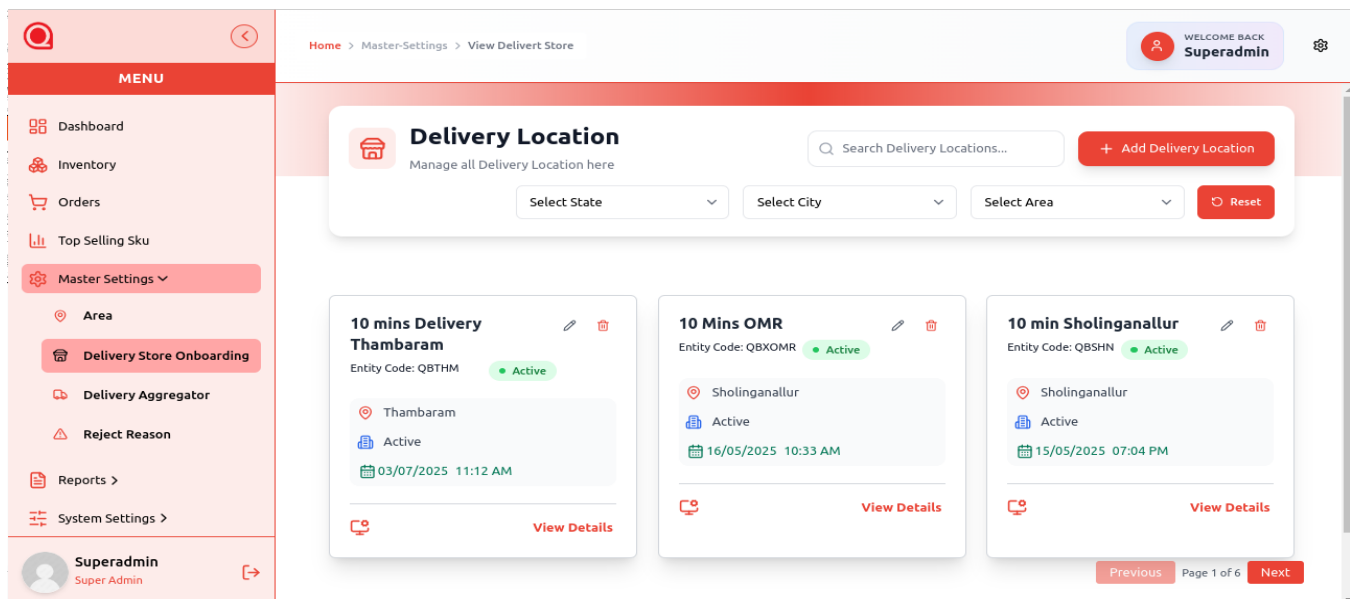 MENU
Dashboard
Inventory
Orders
Top Selling Sku
Master Settings
Area
Delivery Store Onboarding
Delivery Aggregator
Reject Reason
Reports >
System Settings >
Superadmin
Super Admin
Home > Master-Settings > View Delivert Store
WELCOME BACK
Superadmin
Delivery Location
Manage all Delivery Location here
Search Delivery Locations...
+ Add Delivery Location
Select State
Select City
Select Area
Reset
10 mins Delivery
Thambaram
Entity Code: QBTHM
Active
Thambaram
Active
03/07/2025 11:12 AM
View Details
10 Mins OMR
Entity Code: QBXOMR
Active
Sholinganallur
Active
16/05/2025 10:33 AM
View Details
10 min Sholinganallur
Entity Code: QBSHN
Active
Sholinganallur
Active
15/05/2025 07:04 PM
View Details
Previous
Page 1 of 6
Next